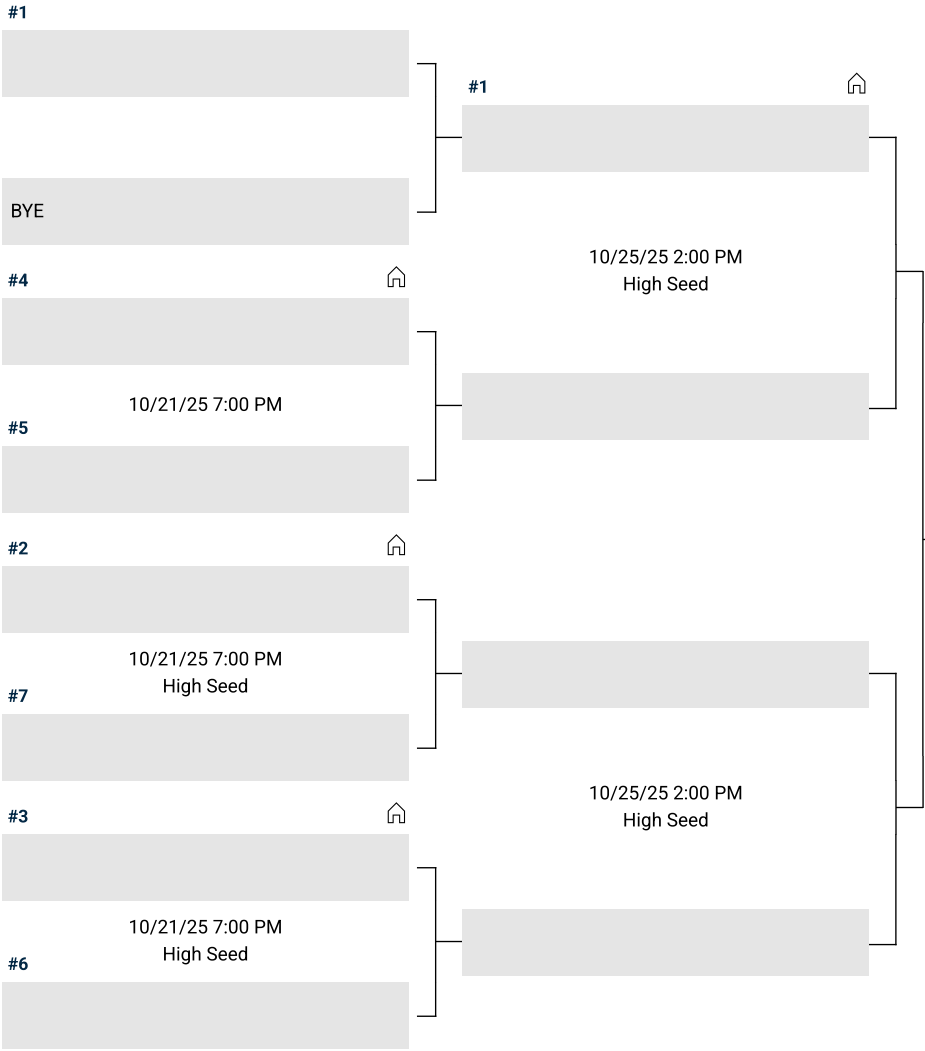 #1
BYE
#4
10/21/25 7:00 PM
#5
#2
10/21/25 7:00 PM
High Seed
#7
#3
10/21/25 7:00 PM
High Seed
#6
#1
10/25/25 2:00 PM
High Seed
10/25/25 2:00 PM
High Seed